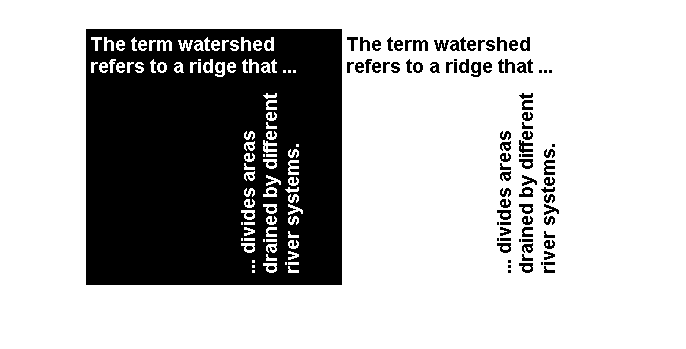 The term watershed
refers to a ridge that ...
... divides areas
drained by different
river systems.
The term watershed
refers to a ridge that ...
... divides areas
drained by different
river systems.